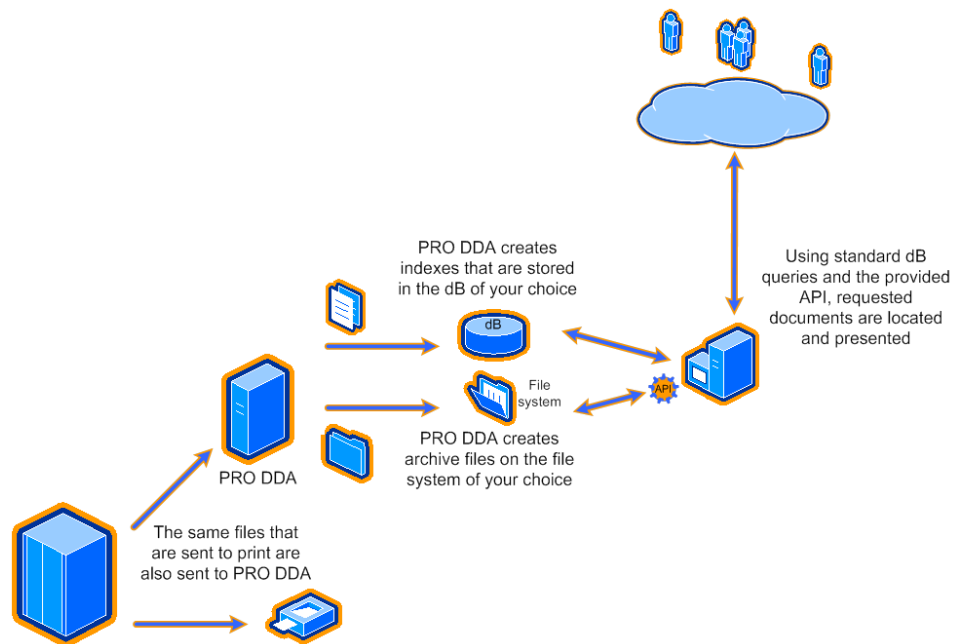 PRO DDA creates
indexes that are stored
in the dB of your choice
dB
Using standard dB
queries and the provided
API, requested
documents are located
and presented
File
system
API
PRO DDA creates
archive files on the file
system of your choice
PRO DDA
The same files that
are sent to print are
also sent to PRO DDA